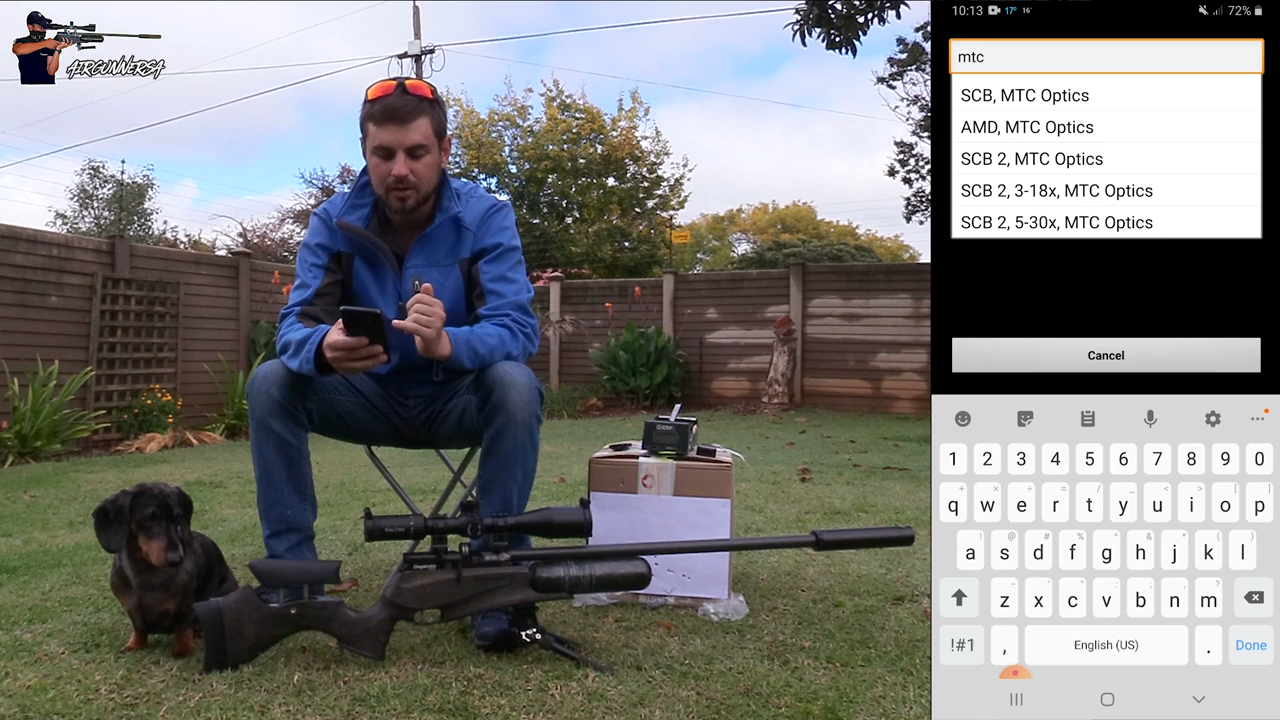 AIRGUNNERSA
10:13 17° 16' 72%
mtc
SCB, MTC Optics
AMD, MTC Optics
SCB 2, MTC Optics
SCB 2, 3-18x, MTC Optics
SCB 2, 5-30x, MTC Optics
Cancel
1 2 3 4 5 6 7 8 9 0
q w e r t y u i o p
a s d f g h j k l
z x c v b n m
!#1 , English (US) . Done